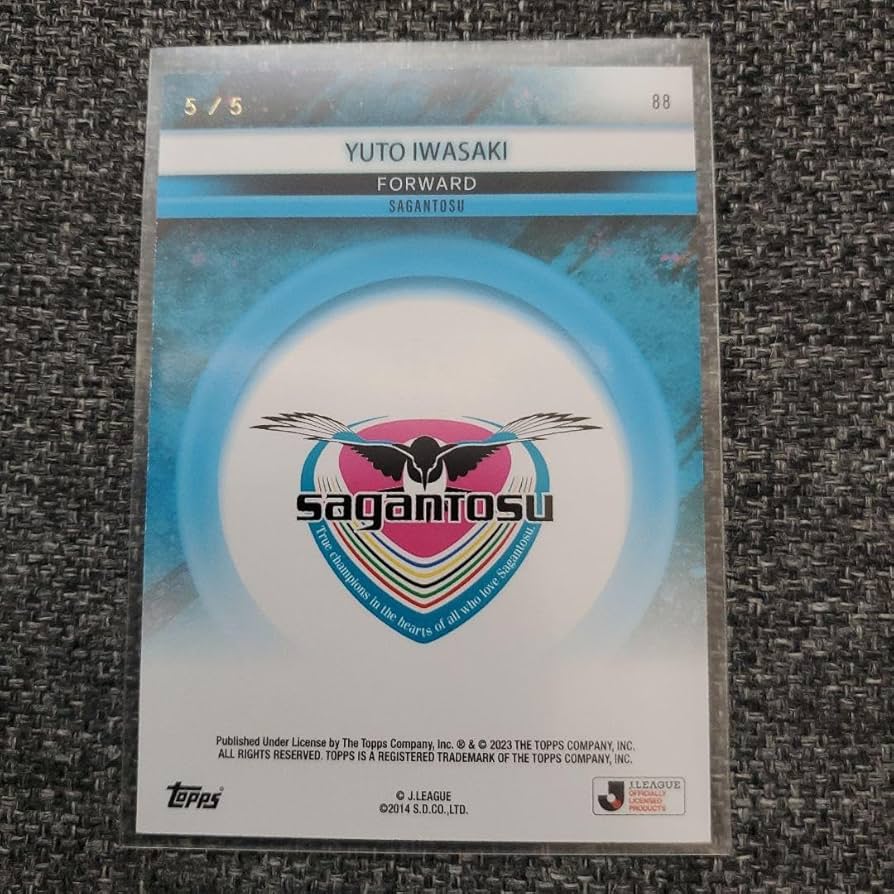 5 / 5
88
YUTO IWASAKI
FORWARD
SAGANTOSU
sagantosu
True champions in the hearts of all who love Sagantosu.
Published Under License by The Topps Company, Inc. ® & © 2023 THE TOPPS COMPANY, INC.
ALL RIGHTS RESERVED. TOPPS IS A REGISTERED TRADEMARK OF THE TOPPS COMPANY, INC.
topps®
© J.LEAGUE
©2014 S.D.CO.,LTD.
J.LEAGUE
OFFICIALLY
LICENSED
PRODUCTS